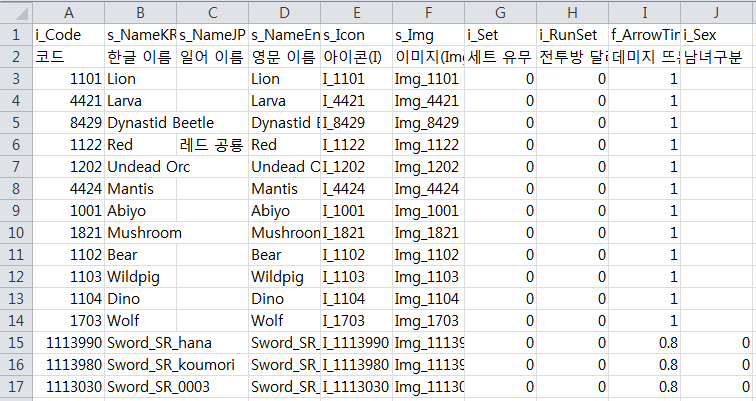 A B C D E F G H I J
1 i_Code s_NameKR s_NameJP s_NameEn s_Icon s_Img i_Set i_RunSet f_ArrowTim i_Sex
2 코드 한글 이름 일어 이름 영문 이름 아이콘(I) 이미지(Img 세트 유무 전투방 달리 데미지 뜨는 남녀구분
3 1101 Lion Lion I_1101 Img_1101 0 0 1
4 4421 Larva Larva I_4421 Img_4421 0 0 1
5 8429 Dynastid Beetle Dynastid B I_8429 Img_8429 0 0 1
6 1122 Red 레드 공룡 Red I_1122 Img_1122 0 0 1
7 1202 Undead Orc Undead O I_1202 Img_1202 0 0 1
8 4424 Mantis Mantis I_4424 Img_4424 0 0 1
9 1001 Abiyo Abiyo I_1001 Img_1001 0 0 1
10 1821 Mushroom Mushroom I_1821 Img_1821 0 0 1
11 1102 Bear Bear I_1102 Img_1102 0 0 1
12 1103 Wildpig Wildpig I_1103 Img_1103 0 0 1
13 1104 Dino Dino I_1104 Img_1104 0 0 1
14 1703 Wolf Wolf I_1703 Img_1703 0 0 1
15 1113990 Sword_SR_hana Sword_SR_ I_1113990 Img_11139 0 0 0.8 0
16 1113980 Sword_SR_koumori Sword_SR_ I_1113980 Img_11139 0 0 0.8 0
17 1113030 Sword_SR_0003 Sword_SR_ I_1113030 Img_11130 0 0 0.8 0